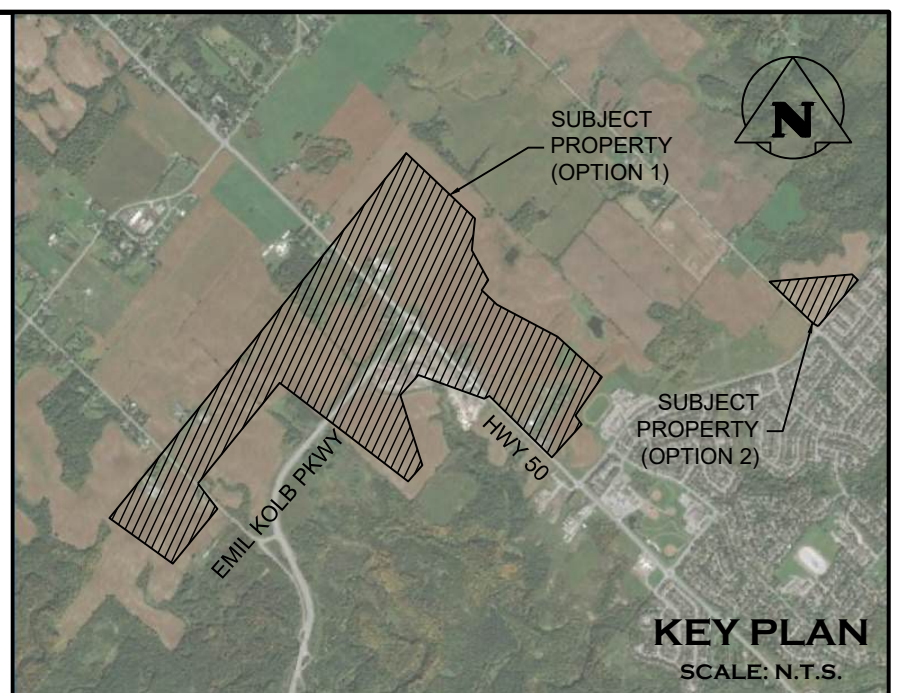 N
SUBJECT
PROPERTY
(OPTION 1)
SUBJECT
PROPERTY
(OPTION 2)
HWY 50
EMIL KOLB PKWY
KEY PLAN
SCALE: N.T.S.